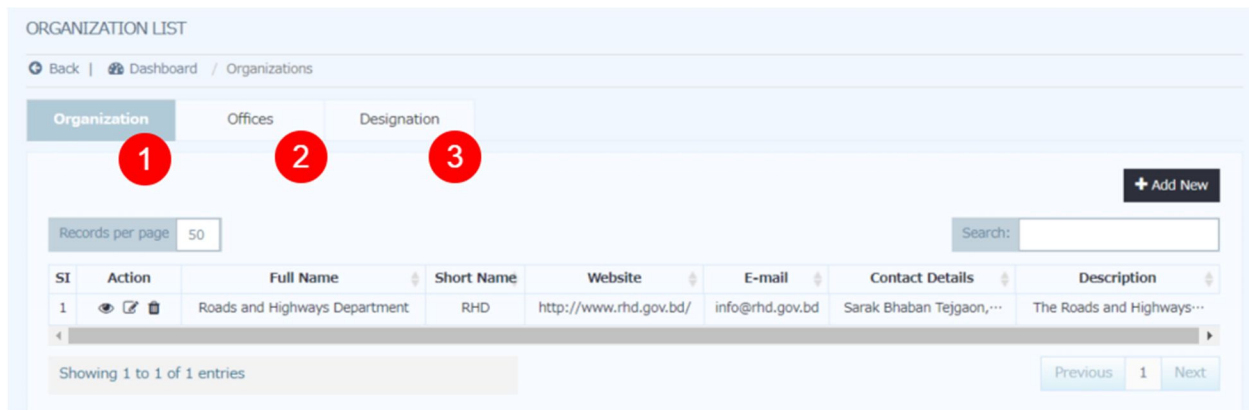 ORGANIZATION LIST
Back | Dashboard / Organizations
Organization Offices Designation
1 2 3
+ Add New
Records per page 50 Search:
SI Action Full Name Short Name Website E-mail Contact Details Description
1 Roads and Highways Department RHD http://www.rhd.gov.bd/ info@rhd.gov.bd Sarak Bhaban Tejgaon,... The Roads and Highways...
Showing 1 to 1 of 1 entries Previous 1 Next